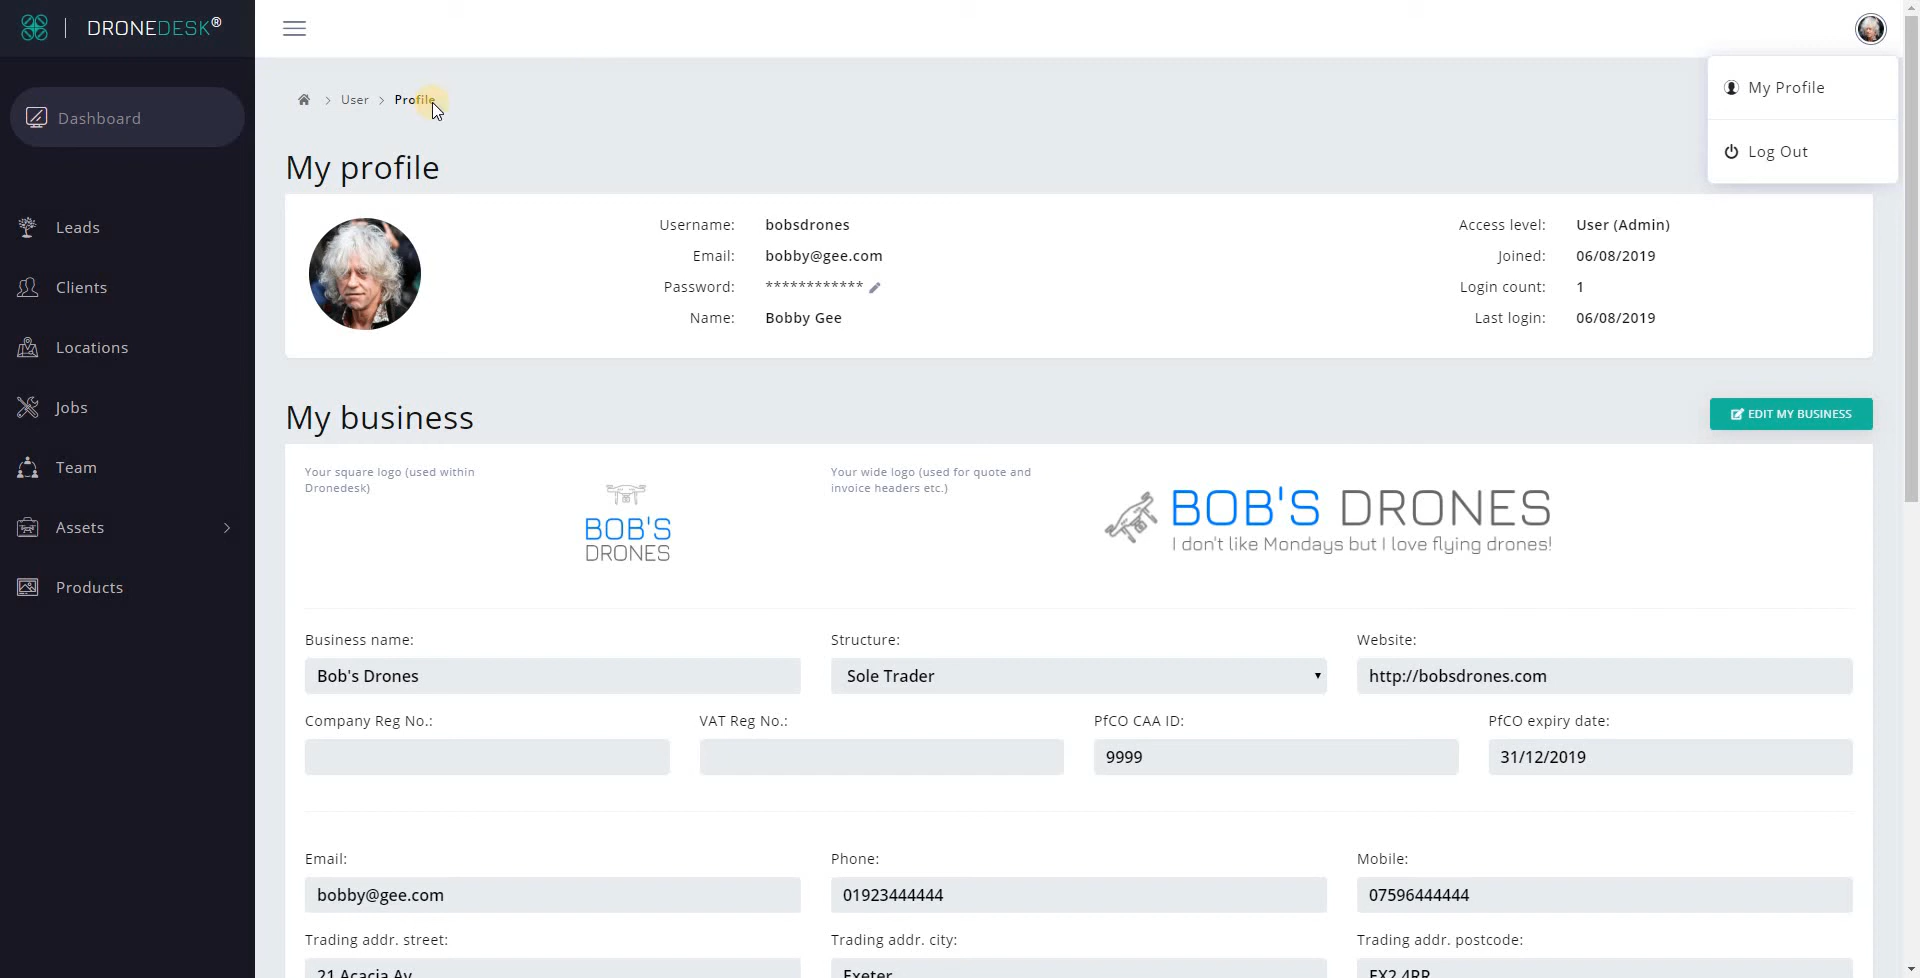 DRONEDESK®
Dashboard
Leads
Clients
Locations
Jobs
Team
Assets
Products
My Profile
Log Out
User > Profile
My profile
Username: bobsdrones
Email: bobby@gee.com
Password: ************
Name: Bobby Gee
Access level: User (Admin)
Joined: 06/08/2019
Login count: 1
Last login: 06/08/2019
My business
EDIT MY BUSINESS
Your square logo (used within
Dronedesk)
BOB'S
DRONES
Your wide logo (used for quote and
invoice headers etc.)
BOB'S DRONES
I don't like Mondays but I love flying drones!
Business name: Structure: Website:
Bob's Drones Sole Trader http://bobsdrones.com
Company Reg No.: VAT Reg No.: PfCO CAA ID: PfCO expiry date:
9999 31/12/2019
Email: Phone: Mobile:
bobby@gee.com 01923444444 07596444444
Trading addr. street: Trading addr. city: Trading addr. postcode:
21 Acacia Av Exeter EX2 4RR